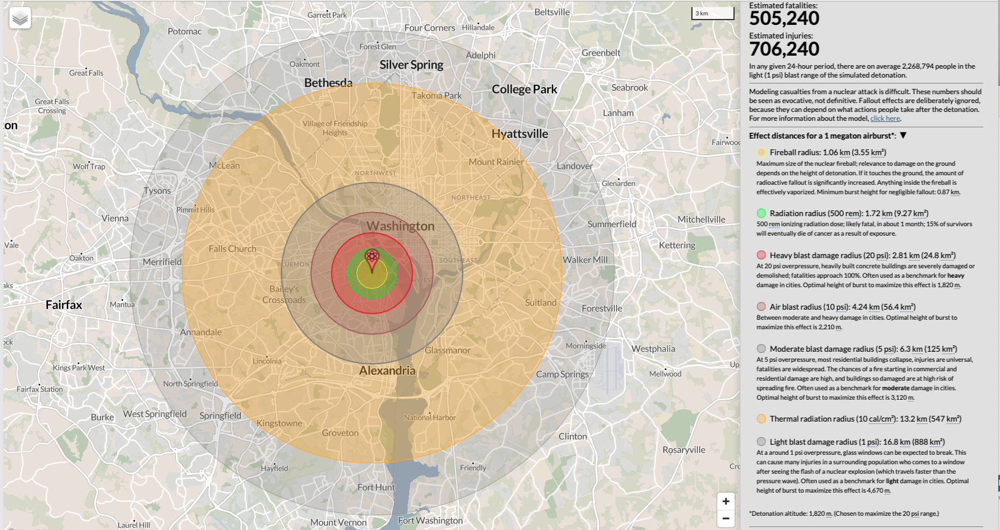 Garrett Park
Beltsville
3 km
Four Corners
Hillandale
Potomac
Forest Glen
Adelphi
Greenbelt
Oakmont
Silver Spring
Great Falls
Bethesda
College Park
Seabrook
Takoma Park
Great Falls
Crossing
Lanham
ton
Village of Friendship
Heights
Hyattsville
Fairwoo
Wolf Trap
McLean
Mount Rainier
Landover
NORTHWEST
Glenarden
Tysons
NORTHEAST
Pimmit Hills
Vienna
Washington
Summerfield
Mitchellville
Vale
Falls Church
Kettering
Oakton
Merrifield
BLUEMONT
SOUTHEAST
Walker Mill
SOUTHWEST
aks
Bailey's
Crossroads
Fairfax
Mantua
Suitland
Forestville
Annandale
ock
Morningside
Westphalia
Glassmanor
Lincolnia
Kings Park West
Alexandria
Camp Springs
Mellwood
Up
North Springfield
Fairfax Station
Burke
West Springfield
Springfield
National Harbor
Kingstowne
Groveton
Clinton
Rosaryville
Hayfield
Friendly
Cro
Fort Hunt
+
−
Mount Vernon
Fort Washington
Laurel Hill
Estimated fatalities:
505,240
Estimated injuries:
706,240
In any given 24-hour period, there are on average 2,268,794 people in the
light (1 psi) blast range of the simulated detonation.
Modeling casualties from a nuclear attack is difficult. These numbers should
be seen as evocative, not definitive. Fallout effects are deliberately ignored,
because they can depend on what actions people take after the detonation.
For more information about the model, click here.
Effect distances for a 1 megaton airburst*: ▼
Fireball radius: 1.06 km (3.55 km²)
Maximum size of the nuclear fireball; relevance to damage on the ground
depends on the height of detonation. If it touches the ground, the amount of
radioactive fallout is significantly increased. Anything inside the fireball is
effectively vaporized. Minimum burst height for negligible fallout: 0.87 km.
Radiation radius (500 rem): 1.72 km (9.27 km²)
500 rem ionizing radiation dose; likely fatal, in about 1 month; 15% of survivors
will eventually die of cancer as a result of exposure.
Heavy blast damage radius (20 psi): 2.81 km (24.8 km²)
At 20 psi overpressure, heavily built concrete buildings are severely damaged or
demolished; fatalities approach 100%. Often used as a benchmark for heavy
damage in cities. Optimal height of burst to maximize this effect is 1,820 m.
Air blast radius (10 psi): 4.24 km (56.4 km²)
Between moderate and heavy damage in cities. Optimal height of burst to
maximize this effect is 2,210 m.
Moderate blast damage radius (5 psi): 6.3 km (125 km²)
At 5 psi overpressure, most residential buildings collapse, injuries are universal,
fatalities are widespread. The chances of a fire starting in commercial and
residential damage are high, and buildings so damaged are at high risk of
spreading fire. Often used as a benchmark for moderate damage in cities.
Optimal height of burst to maximize this effect is 3,120 m.
Thermal radiation radius (10 cal/cm²): 13.2 km (547 km²)
Light blast damage radius (1 psi): 16.8 km (888 km²)
At a around 1 psi overpressure, glass windows can be expected to break. This
can cause many injuries in a surrounding population who comes to a window
after seeing the flash of a nuclear explosion (which travels faster than the
pressure wave). Often used as a benchmark for light damage in cities. Optimal
height of burst to maximize this effect is 4,670 m.
*Detonation altitude: 1,820 m. (Chosen to maximize the 20 psi range.)